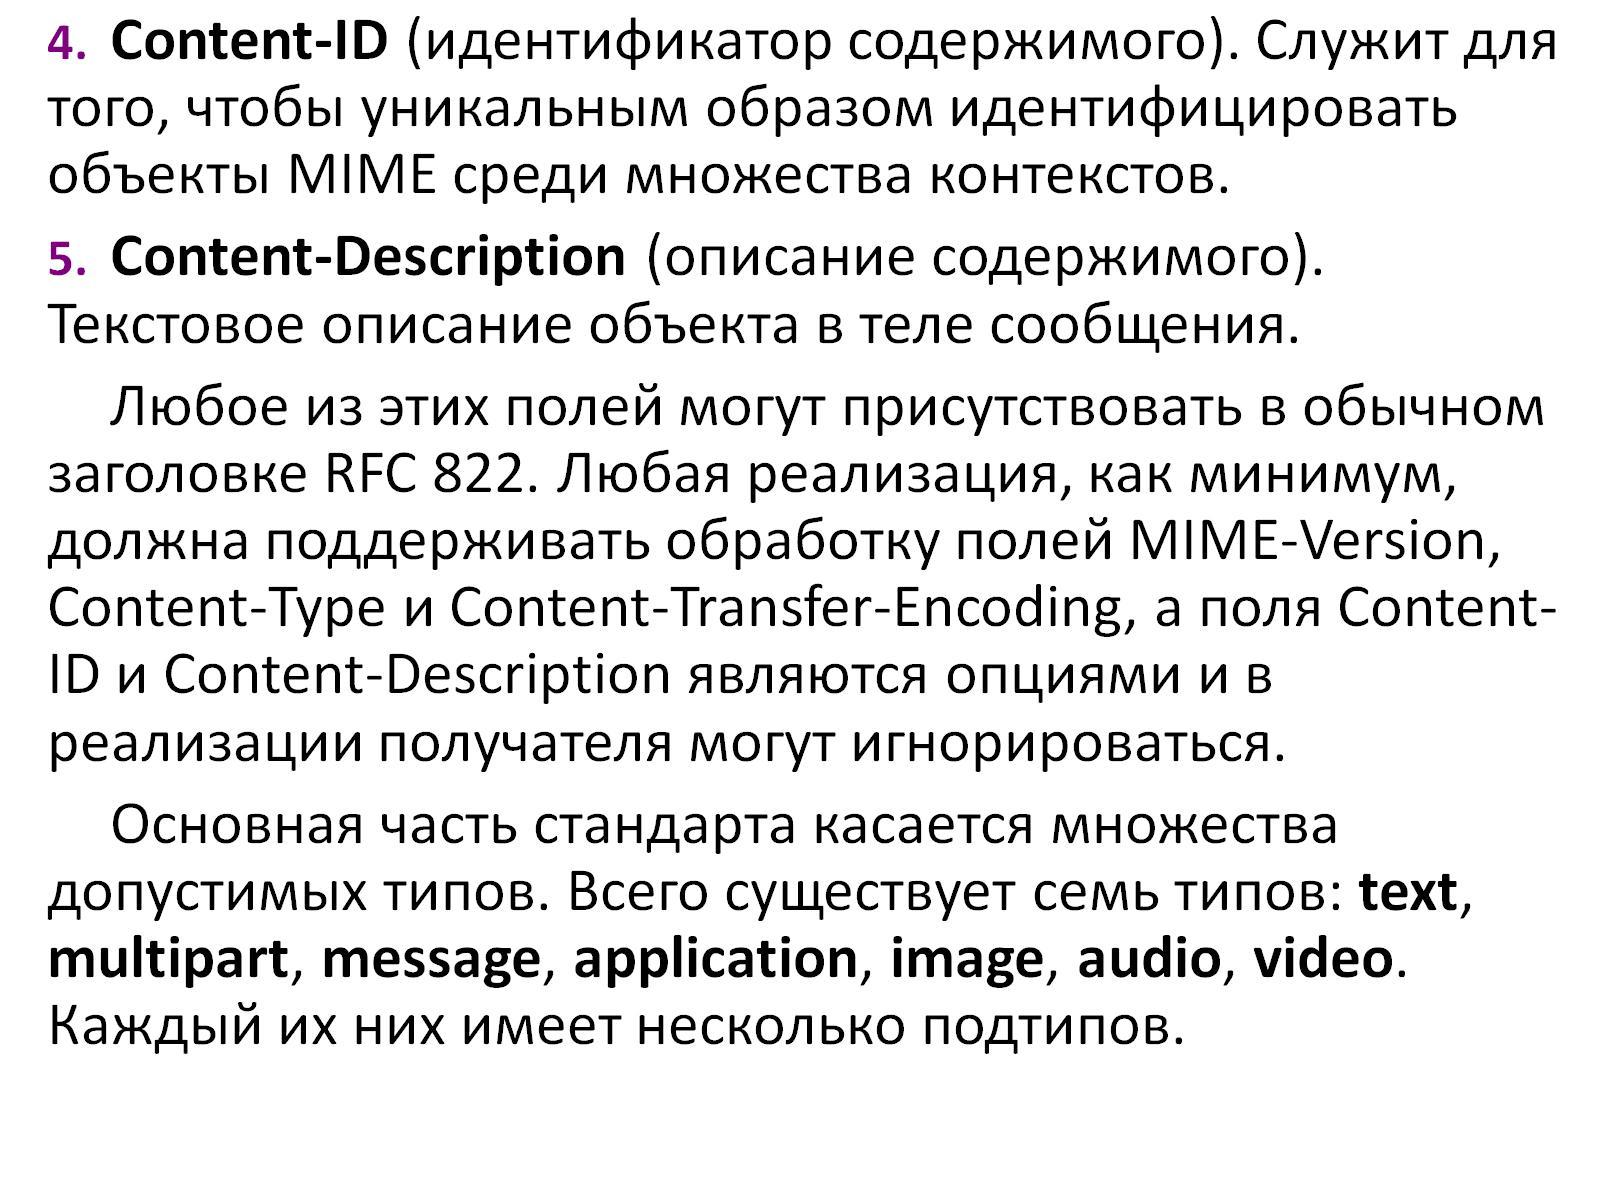 4. Content-ID (идентификатор содержимого). Служит для
того, чтобы уникальным образом идентифицировать
объекты MIME среди множества контекстов.
5. Content-Description (описание содержимого).
Текстовое описание объекта в теле сообщения.
Любое из этих полей могут присутствовать в обычном
заголовке RFC 822. Любая реализация, как минимум,
должна поддерживать обработку полей MIME-Version,
Content-Type и Content-Transfer-Encoding, а поля Content-
ID и Content-Description являются опциями и в
реализации получателя могут игнорироваться.
Основная часть стандарта касается множества
допустимых типов. Всего существует семь типов: text,
multipart, message, application, image, audio, video.
Каждый их них имеет несколько подтипов.